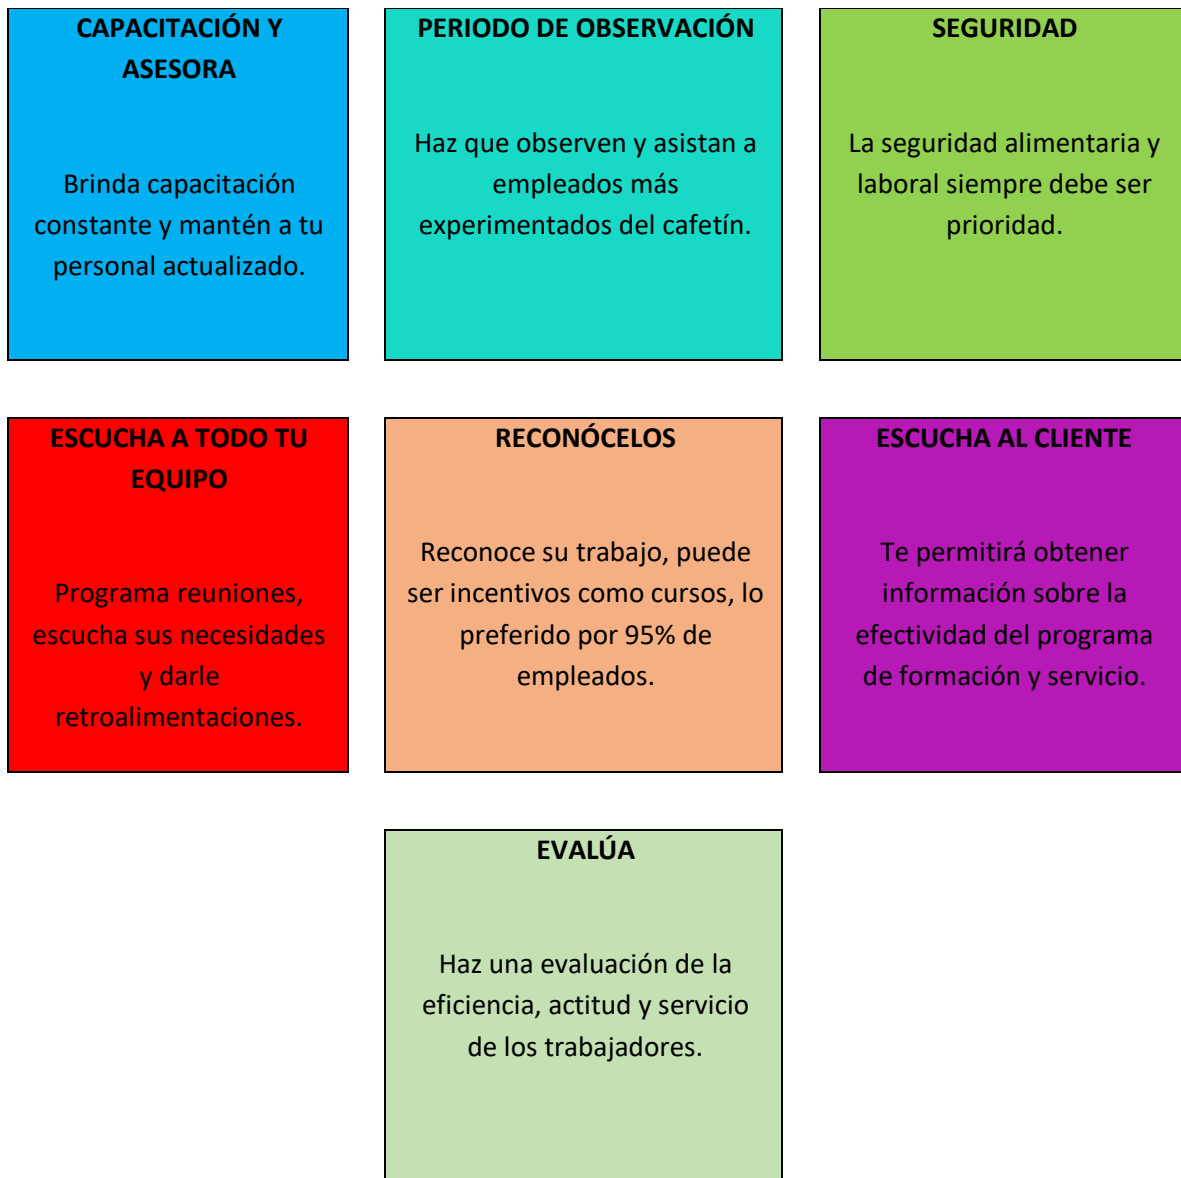 CAPACITACIÓN Y
ASESORA
Brinda capacitación
constante y mantén a tu
personal actualizado.
PERIODO DE OBSERVACIÓN
Haz que observen y asistan a
empleados más
experimentados del cafetín.
SEGURIDAD
La seguridad alimentaria y
laboral siempre debe ser
prioridad.
ESCUCHA A TODO TU
EQUIPO
Programa reuniones,
escucha sus necesidades
y darle
retroalimentaciones.
RECONÓCELOS
Reconoce su trabajo, puede
ser incentivos como cursos, lo
preferido por 95% de
empleados.
ESCUCHA AL CLIENTE
Te permitirá obtener
información sobre la
efectividad del programa
de formación y servicio.
EVALÚA
Haz una evaluación de la
eficiencia, actitud y servicio
de los trabajadores.